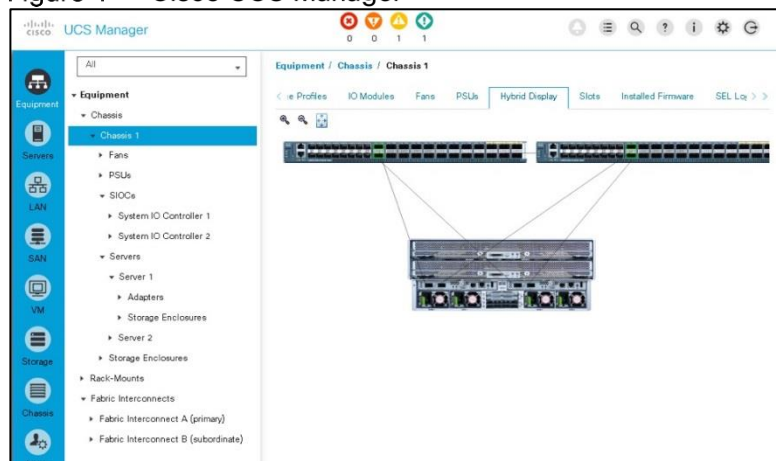 Figure 4 Cisco UCS Manager
CISCO
UCS Manager
0 0 1 1
Equipment
Servers
LAN
SAN
VM
Storage
Chassis
All
Equipment
Chassis
Chassis 1
Fans
PSUs
SIOCs
System IO Controller 1
System IO Controller 2
Servers
Server 1
Adapters
Storage Enclosures
Server 2
Storage Enclosures
Rack-Mounts
Fabric Interconnects
Fabric Interconnect A (primary)
Fabric Interconnect B (subordinate)
Equipment / Chassis / Chassis 1
Profiles IO Modules Fans PSUs Hybrid Display Slots Installed Firmware SEL